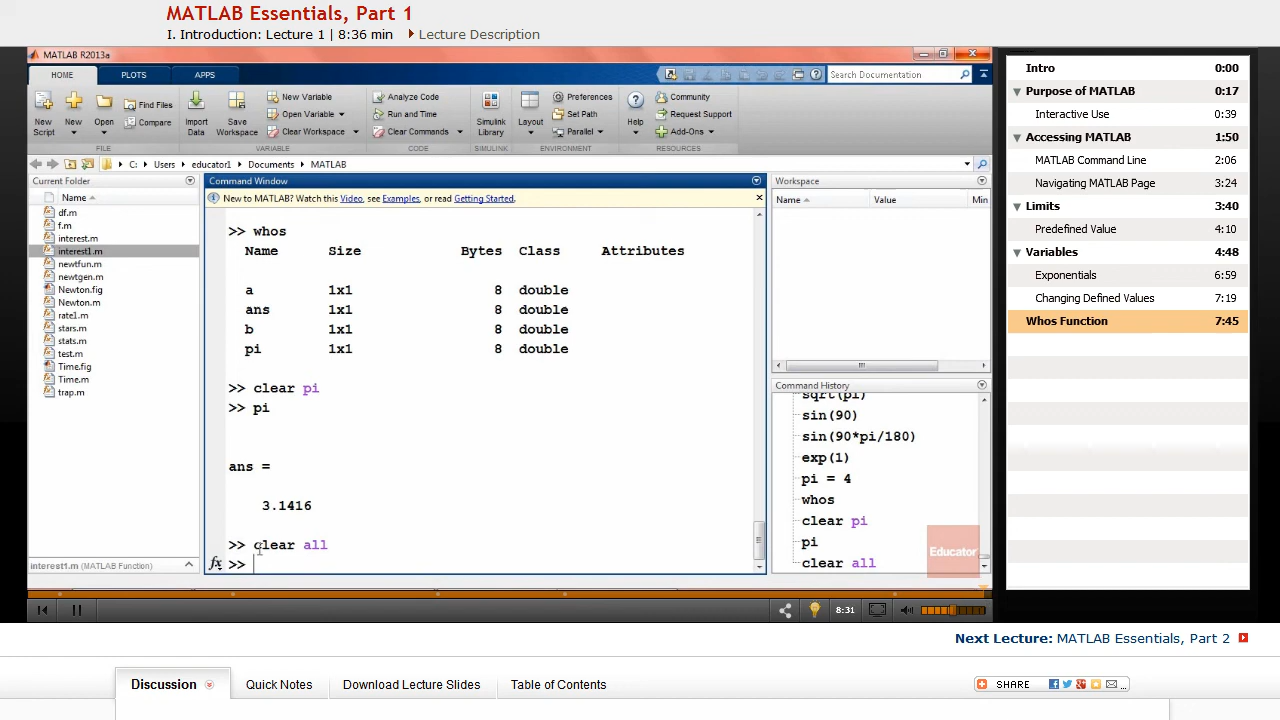 MATLAB Essentials, Part 1
I. Introduction: Lecture 1 | 8:36 min Lecture Description
MATLAB R2013a
HOME PLOTS APPS
Search Documentation
New Script
New
Open
Find Files
Compare
Import Data
Save Workspace
New Variable
Open Variable
Clear Workspace
Analyze Code
Run and Time
Clear Commands
Simulink Library
Layout
Preferences
Set Path
Parallel
Help
Community
Request Support
Add-Ons
FILE VARIABLE CODE SIMULINK ENVIRONMENT RESOURCES
C: Users educator1 Documents MATLAB
Current Folder
Name
df.m
f.m
interest.m
interest1.m
newtfun.m
newtgen.m
Newton.fig
Newton.m
rate1.m
stars.m
stats.m
test.m
Time.fig
Time.m
trap.m
interest1.m (MATLAB Function)
Command Window
New to MATLAB? Watch this Video, see Examples, or read Getting Started.
>> whos
Name Size Bytes Class Attributes
a 1x1 8 double
ans 1x1 8 double
b 1x1 8 double
pi 1x1 8 double
>> clear pi
>> pi
ans =
3.1416
>> clear all
fx >>
Workspace
Name Value Min
Command History
sqrt(pi)
sin(90)
sin(90*pi/180)
exp(1)
pi = 4
whos
clear pi
pi
clear all
Educator
8:31
Intro 0:00
Purpose of MATLAB 0:17
Interactive Use 0:39
Accessing MATLAB 1:50
MATLAB Command Line 2:06
Navigating MATLAB Page 3:24
Limits 3:40
Predefined Value 4:10
Variables 4:48
Exponentials 6:59
Changing Defined Values 7:19
Whos Function 7:45
Next Lecture: MATLAB Essentials, Part 2
Discussion Quick Notes Download Lecture Slides Table of Contents
SHARE